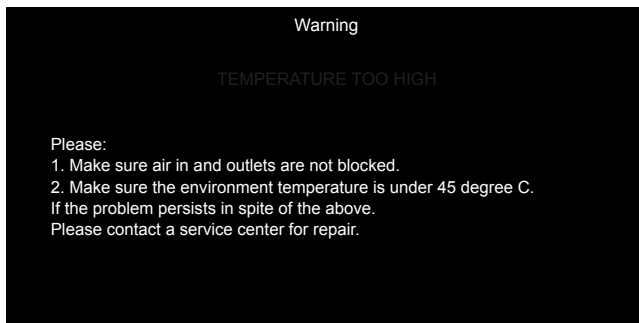 Warning
TEMPERATURE TOO HIGH
Please:
1. Make sure air in and outlets are not blocked.
2. Make sure the environment temperature is under 45 degree C.
If the problem persists in spite of the above.
Please contact a service center for repair.